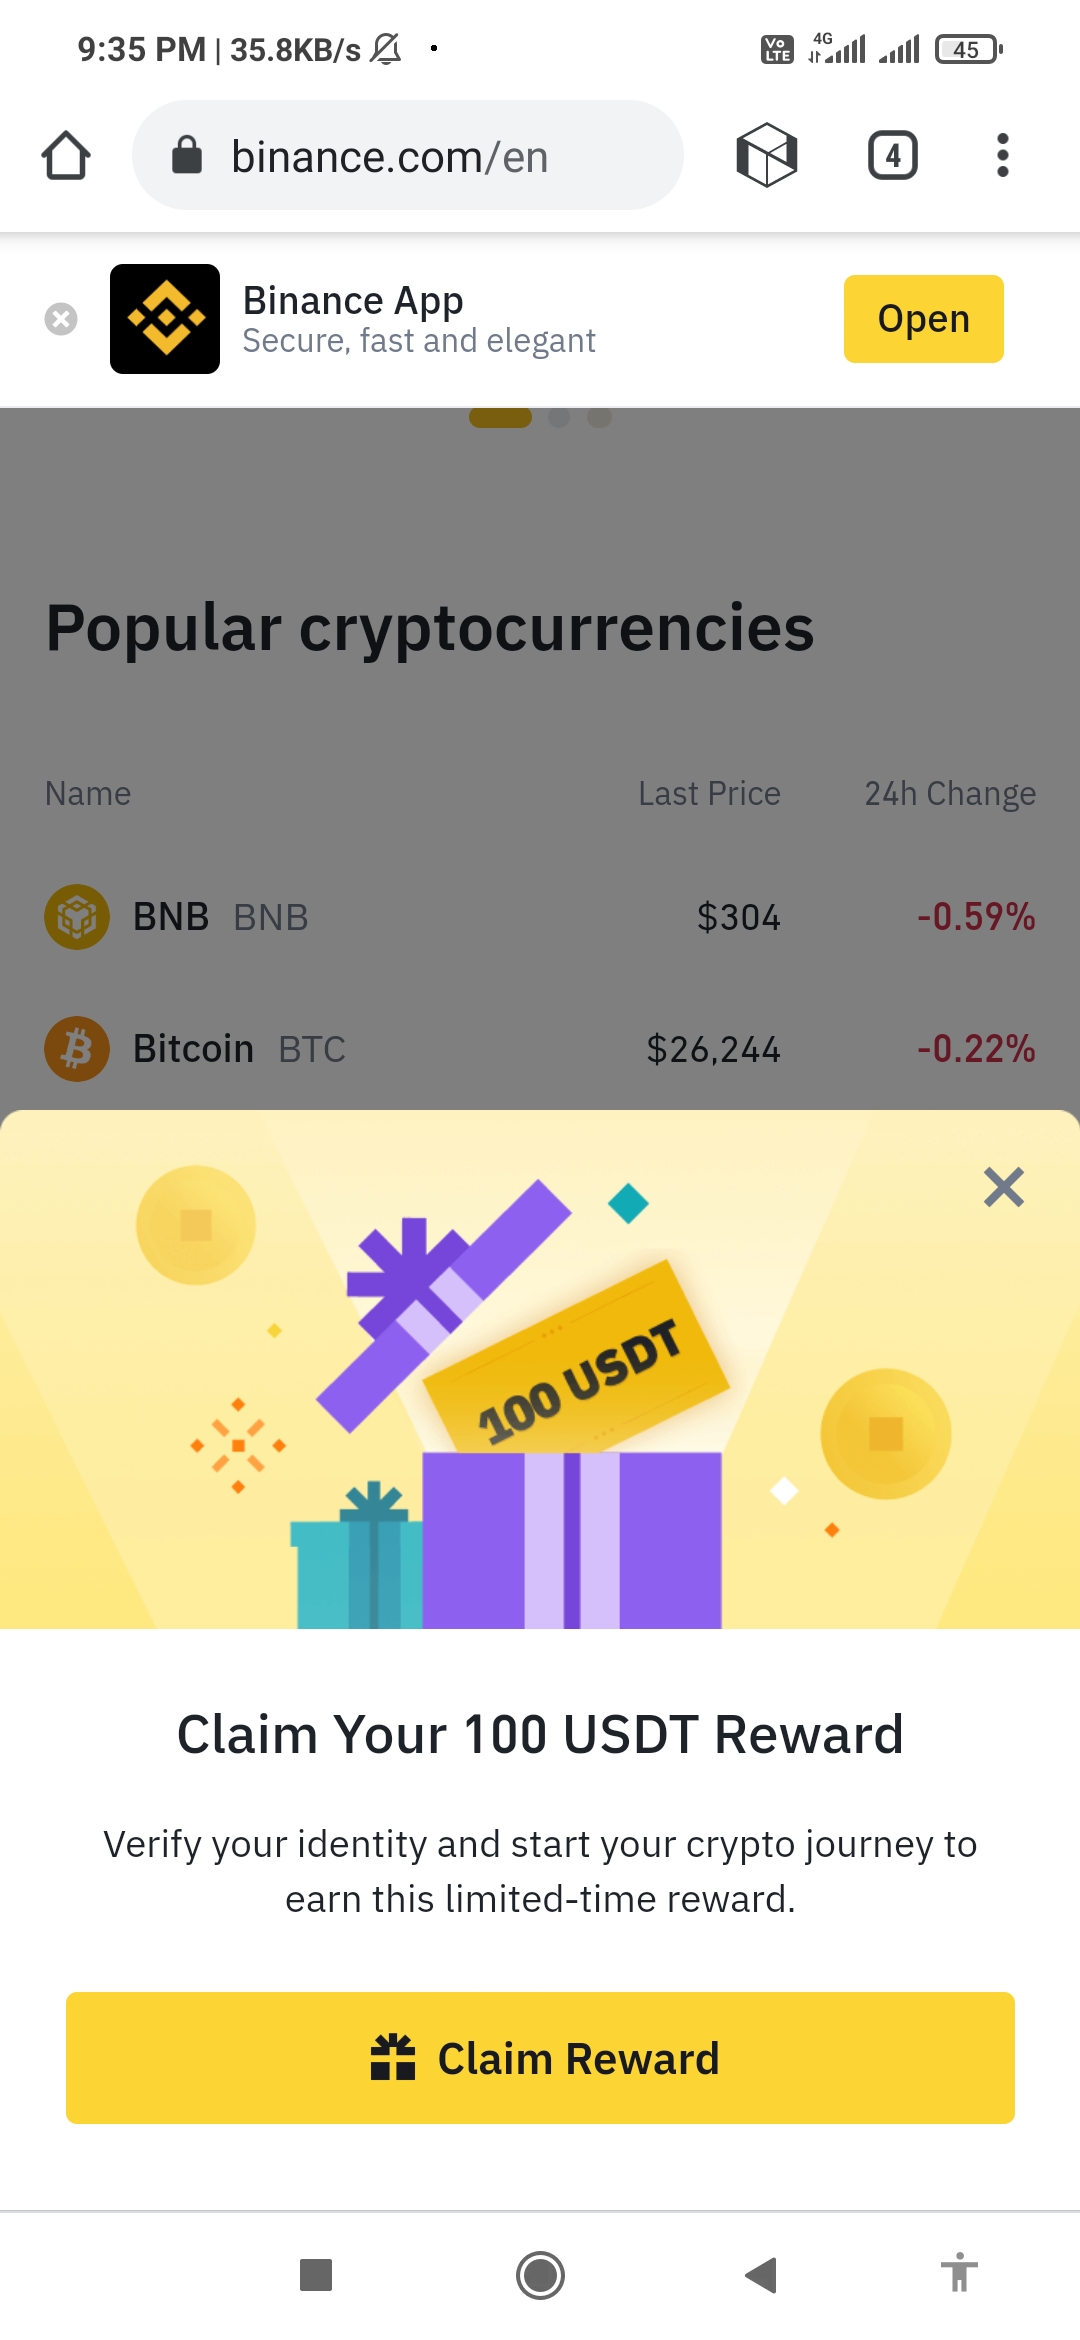 9:35 PM | 35.8KB/s
Vo LTE 4G 45
binance.com/en
4
Binance App
Secure, fast and elegant
Open
Popular cryptocurrencies
Name Last Price 24h Change
BNB BNB $304 -0.59%
Bitcoin BTC $26,244 -0.22%
100 USDT
Claim Your 100 USDT Reward
Verify your identity and start your crypto journey to
earn this limited-time reward.
Claim Reward